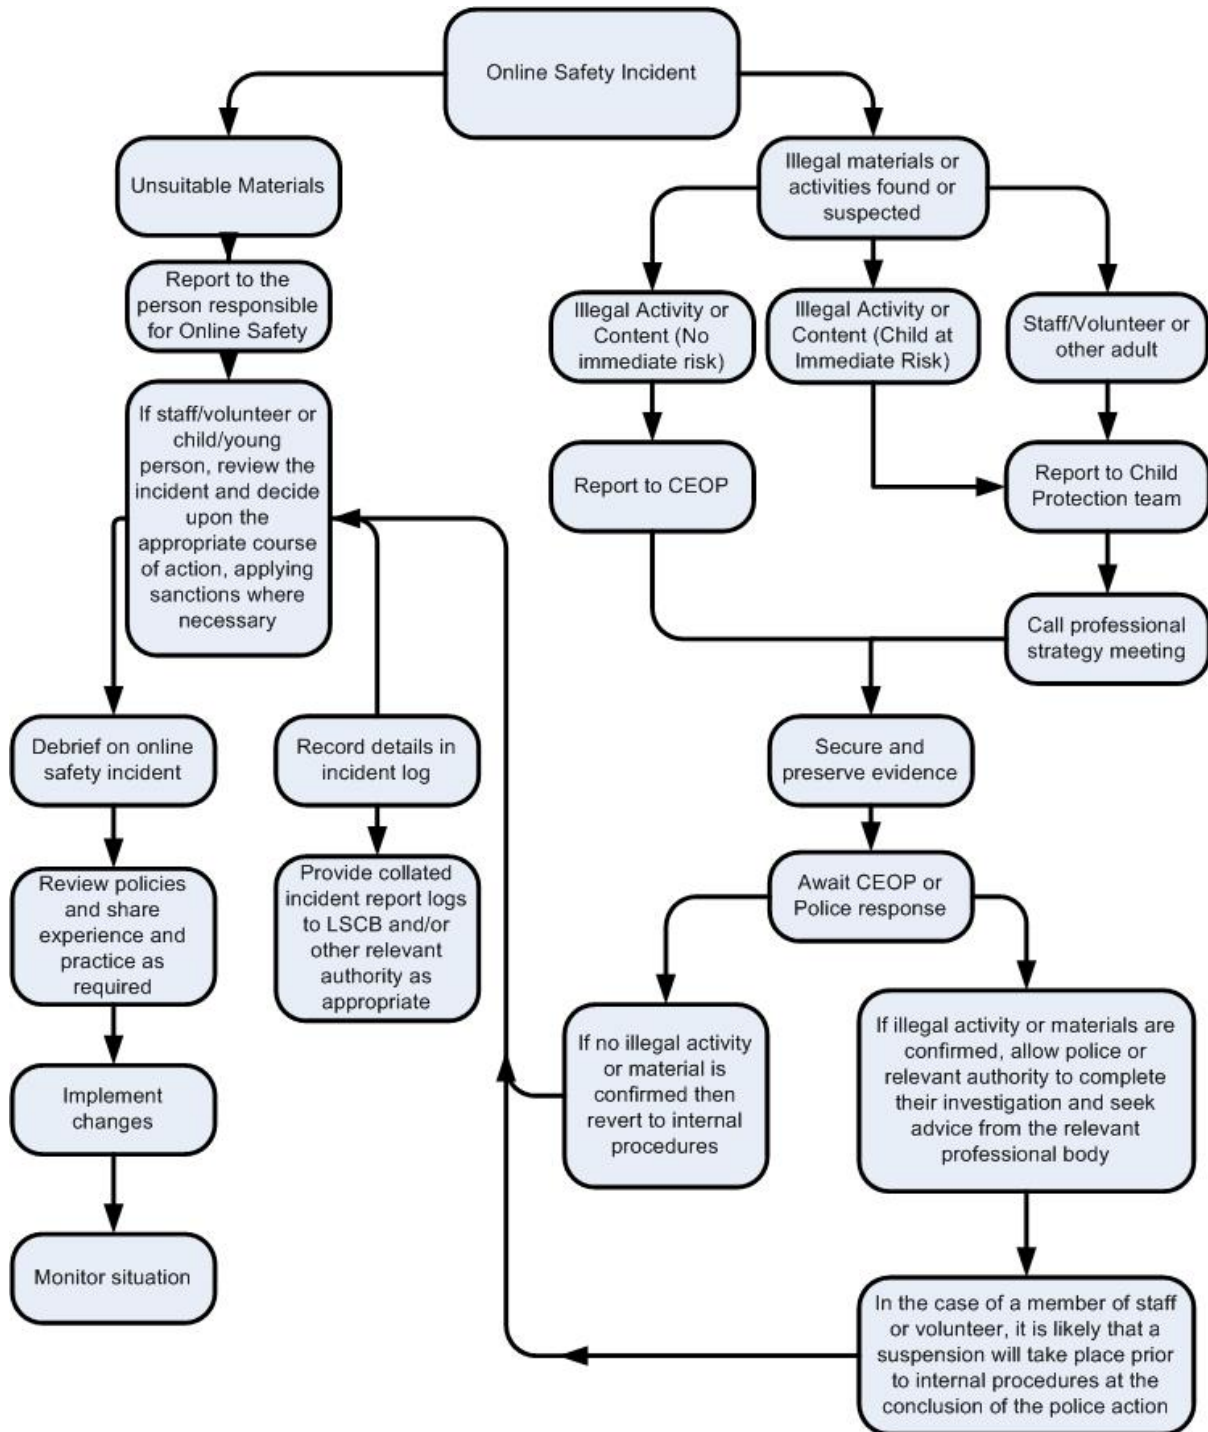 Online Safety Incident
Unsuitable Materials
Illegal materials or
activities found or
suspected
Report to the
person responsible
for Online Safety
Illegal Activity or
Content (No
immediate risk)
Illegal Activity or
Content (Child at
Immediate Risk)
Staff/Volunteer or
other adult
If staff/volunteer or
child/young
person, review the
incident and decide
upon the
appropriate course
of action, applying
sanctions where
necessary
Report to CEOP
Report to Child
Protection team
Call professional
strategy meeting
Debrief on online
safety incident
Record details in
incident log
Secure and
preserve evidence
Review policies
and share
experience and
practice as
required
Provide collated
incident report logs
to LSCB and/or
other relevant
authority as
appropriate
Await CEOP or
Police response
If no illegal activity
or material is
confirmed then
revert to internal
procedures
If illegal activity or materials are
confirmed, allow police or
relevant authority to complete
their investigation and seek
advice from the relevant
professional body
Implement
changes
Monitor situation
In the case of a member of staff
or volunteer, it is likely that a
suspension will take place prior
to internal procedures at the
conclusion of the police action